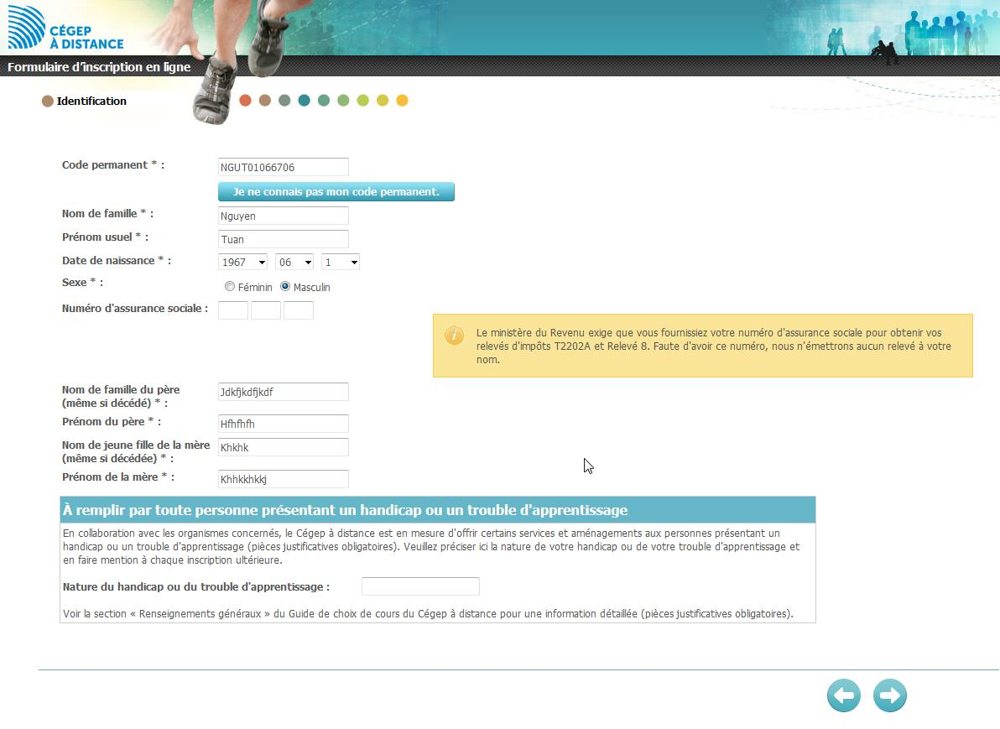 CÉGEP
À DISTANCE
Formulaire d'inscription en ligne
Identification
Code permanent * : NGUT01066706
Je ne connais pas mon code permanent.
Nom de famille * : Nguyen
Prénom usuel * : Tuan
Date de naissance * : 1967 06 1
Sexe * : Féminin Masculin
Numéro d'assurance sociale :
Le ministère du Revenu exige que vous fournissiez votre numéro d'assurance sociale pour obtenir vos
relevés d'impôts T2202A et Relevé 8. Faute d'avoir ce numéro, nous n'émettrons aucun relevé à votre
nom.
Nom de famille du père
(même si décédé) * : Jdkfjkdfjkdf
Prénom du père * : Hfhfhfh
Nom de jeune fille de la mère
(même si décédée) * : Khkhk
Prénom de la mère * : Khhkkhkkj
À remplir par toute personne présentant un handicap ou un trouble d'apprentissage
En collaboration avec les organismes concernés, le Cégep à distance est en mesure d'offrir certains services et aménagements aux personnes présentant un
handicap ou un trouble d'apprentissage (pièces justificatives obligatoires). Veuillez préciser ici la nature de votre handicap ou de votre trouble d'apprentissage et
en faire mention à chaque inscription ultérieure.
Nature du handicap ou du trouble d'apprentissage :
Voir la section « Renseignements généraux » du Guide de choix de cours du Cégep à distance pour une information détaillée (pièces justificatives obligatoires).